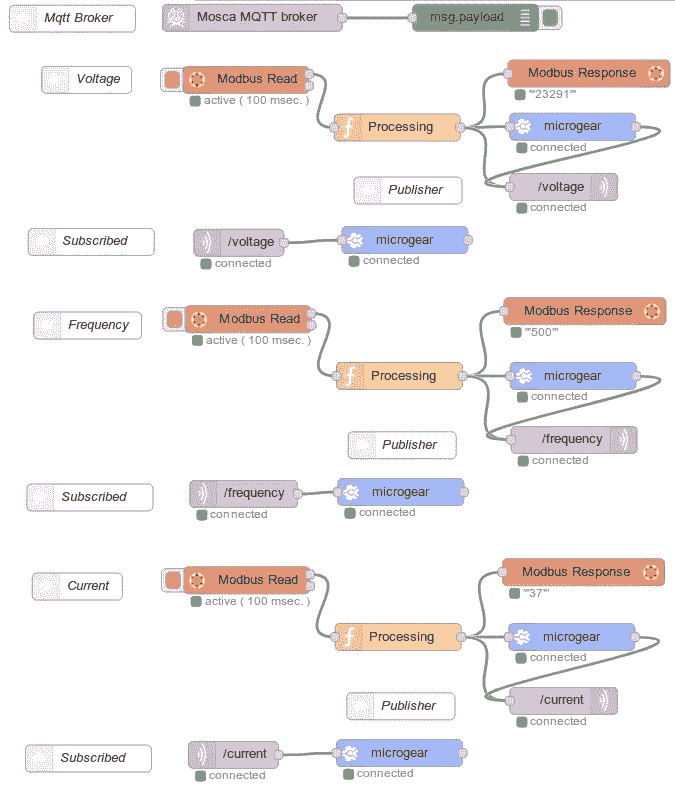 Mqtt Broker
Mosca MQTT broker
msg.payload
Voltage
Modbus Read
active ( 100 msec. )
Modbus Response
"'23291'"
Processing
microgear
connected
Publisher
/voltage
connected
Subscribed
/voltage
connected
microgear
connected
Frequency
Modbus Read
active ( 100 msec. )
Modbus Response
"'500'"
Processing
microgear
connected
Publisher
/frequency
connected
Subscribed
/frequency
connected
microgear
connected
Current
Modbus Read
active ( 100 msec. )
Modbus Response
"'37'"
Processing
microgear
connected
Publisher
/current
connected
Subscribed
/current
connected
microgear
connected